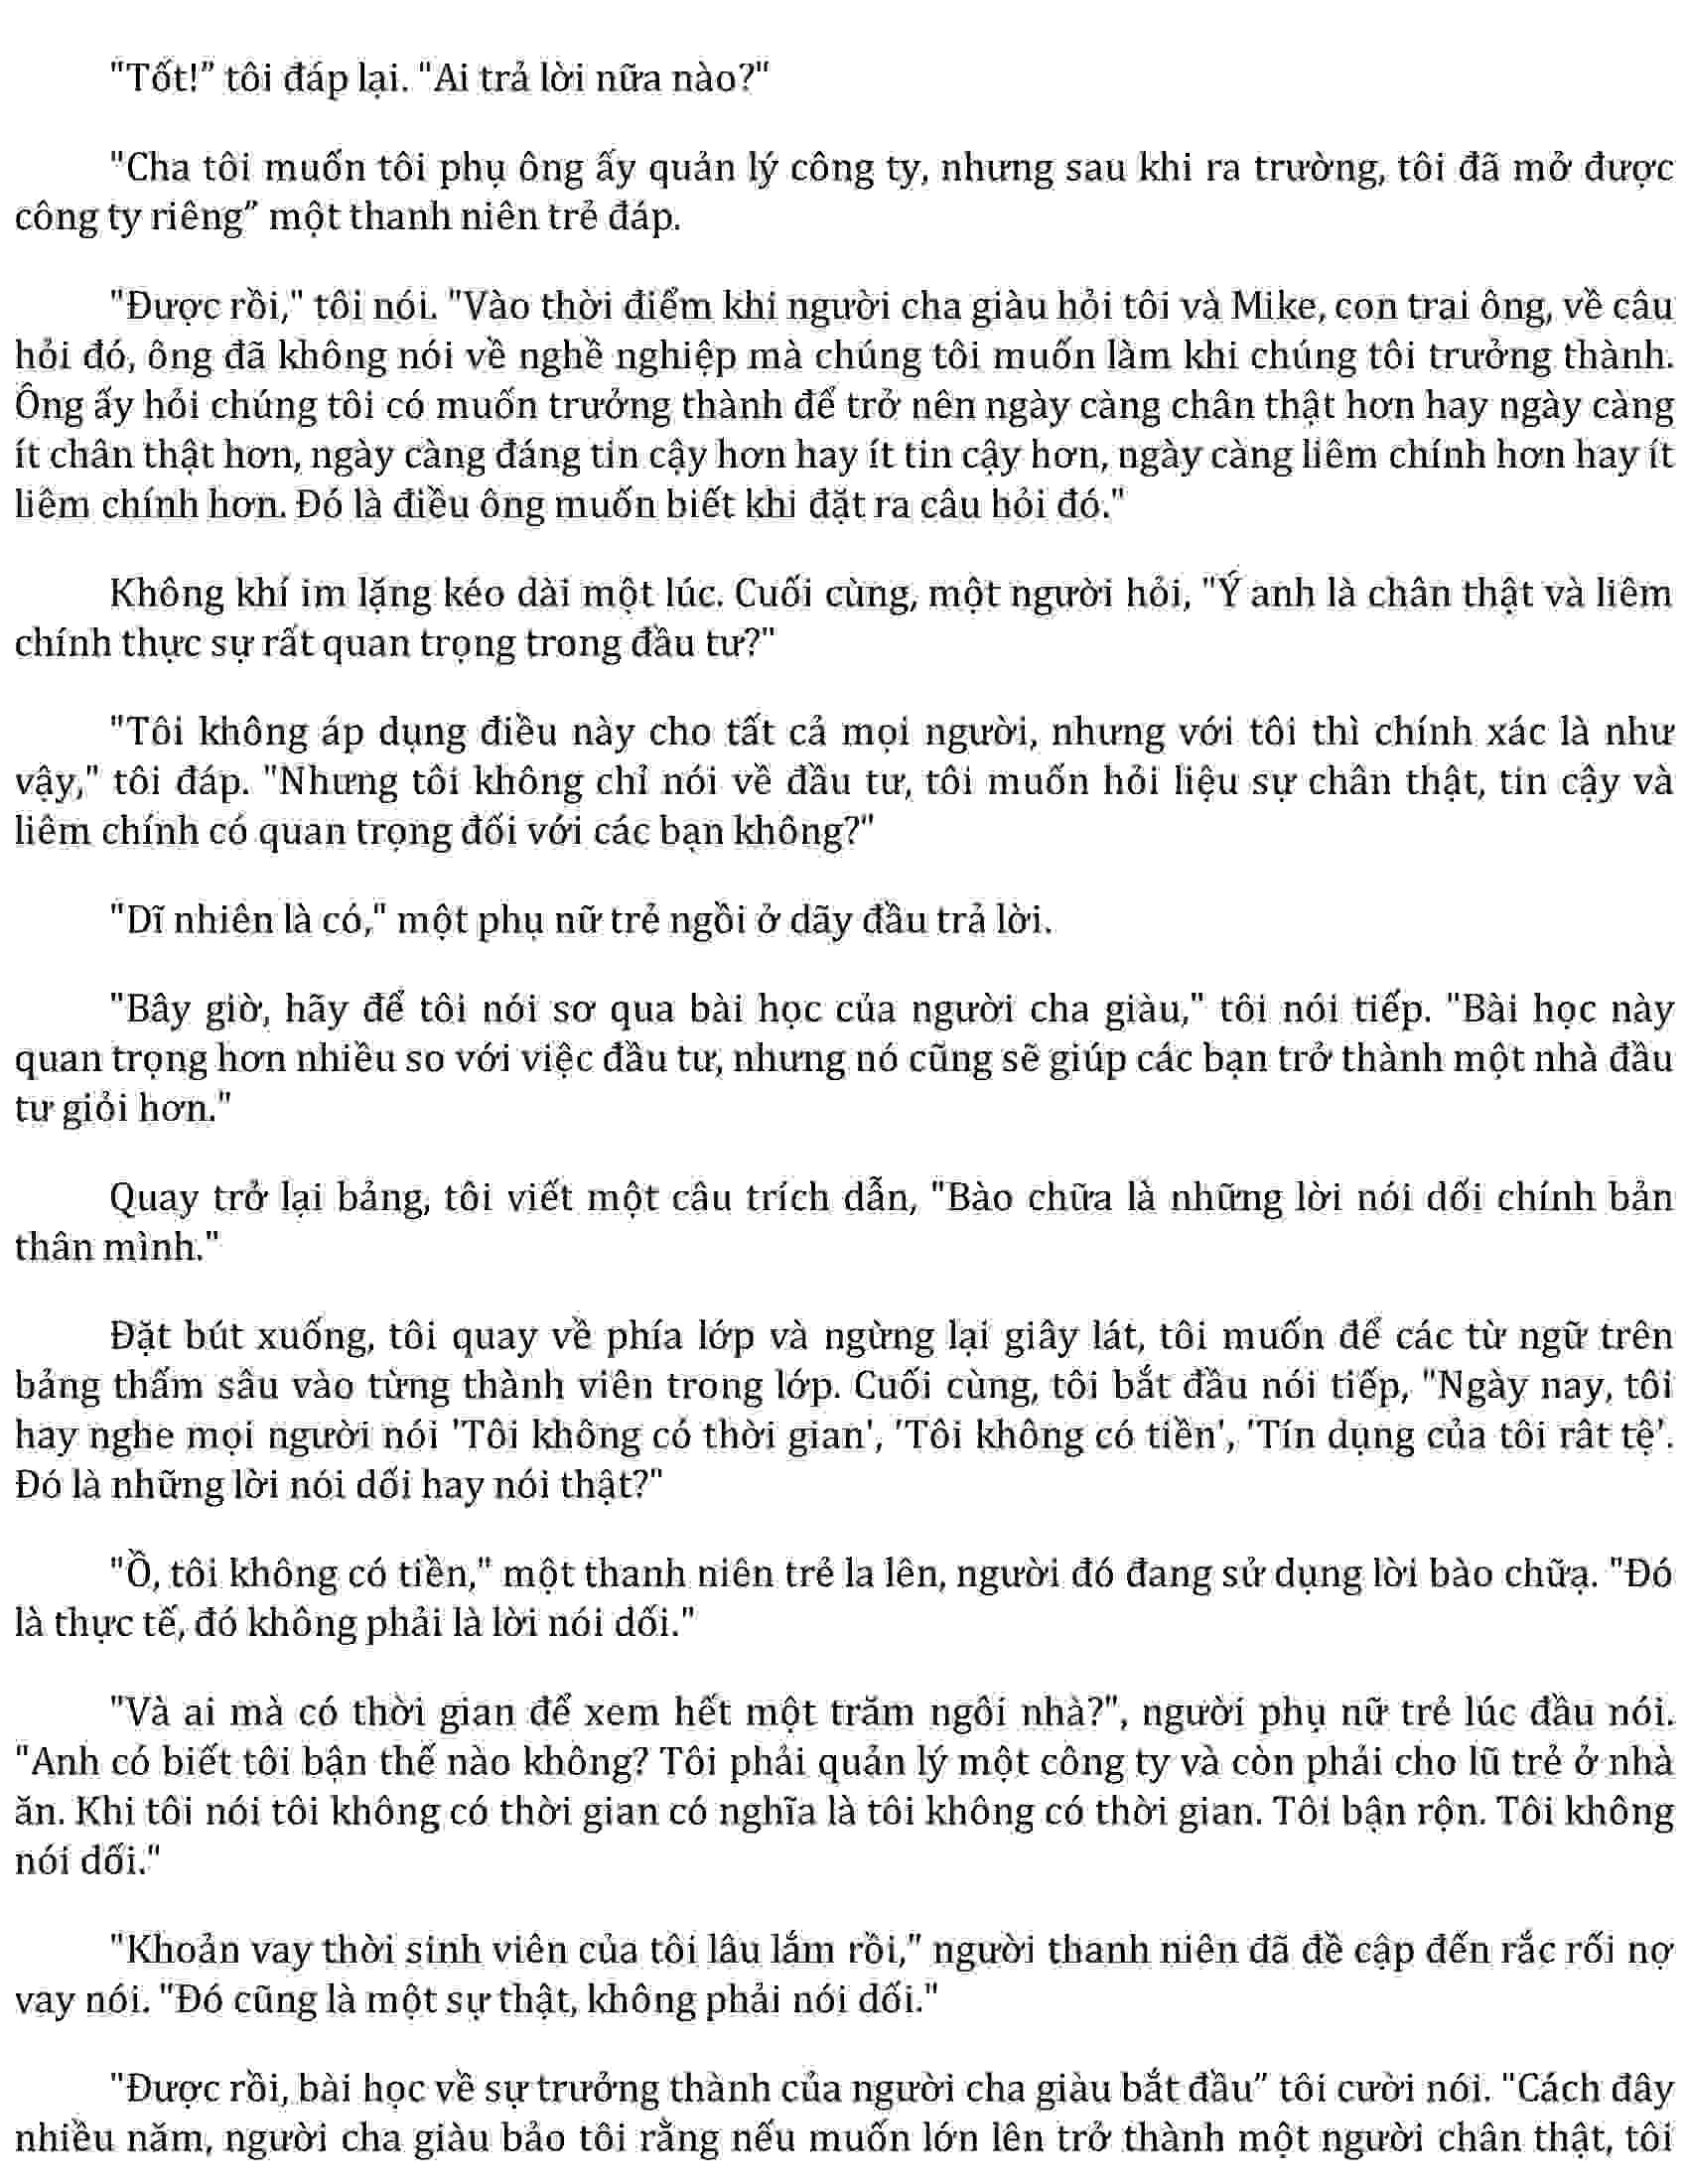 "Tốt!” tôi đáp lại. "Ai trả lời nữa nào?"
"Cha tôi muốn tôi phụ ông ấy quản lý công ty, nhưng sau khi ra trường, tôi đã mở được
công ty riêng” một thanh niên trẻ đáp.
"Được rồi," tôi nói. "Vào thời điểm khi người cha giàu hỏi tôi và Mike, con trai ông, về câu
hỏi đó, ông đã không nói về nghề nghiệp mà chúng tôi muốn làm khi chúng tôi trưởng thành.
Ông ấy hỏi chúng tôi có muốn trưởng thành để trở nên ngày càng chân thật hơn hay ngày càng
ít chân thật hơn, ngày càng đáng tin cậy hơn hay ít tin cậy hơn, ngày càng liêm chính hơn hay ít
liêm chính hơn. Đó là điều ông muốn biết khi đặt ra câu hỏi đó."
Không khí im lặng kéo dài một lúc. Cuối cùng, một người hỏi, "Ý anh là chân thật và liêm
chính thực sự rất quan trọng trong đầu tư?"
"Tôi không áp dụng điều này cho tất cả mọi người, nhưng với tôi thì chính xác là như
vậy," tôi đáp. "Nhưng tôi không chỉ nói về đầu tư, tôi muốn hỏi liệu sự chân thật, tin cậy và
liêm chính có quan trọng đối với các bạn không?"
"Dĩ nhiên là có," một phụ nữ trẻ ngồi ở dãy đầu trả lời.
"Bây giờ, hãy để tôi nói sơ qua bài học của người cha giàu," tôi nói tiếp. "Bài học này
quan trọng hơn nhiều so với việc đầu tư, nhưng nó cũng sẽ giúp các bạn trở thành một nhà đầu
tư giỏi hơn."
Quay trở lại bảng, tôi viết một câu trích dẫn, "Bào chữa là những lời nói dối chính bản
thân mình."
Đặt bút xuống, tôi quay về phía lớp và ngừng lại giây lát, tôi muốn để các từ ngữ trên
bảng thấm sâu vào từng thành viên trong lớp. Cuối cùng, tôi bắt đầu nói tiếp, "Ngày nay, tôi
hay nghe mọi người nói 'Tôi không có thời gian', 'Tôi không có tiền', 'Tín dụng của tôi rât tệ'.
Đó là những lời nói dối hay nói thật?"
"Ồ, tôi không có tiền," một thanh niên trẻ la lên, người đó đang sử dụng lời bào chữạ. "Đó
là thực tế, đó không phải là lời nói dối."
"Và ai mà có thời gian để xem hết một trăm ngôi nhà?", người phụ nữ trẻ lúc đầu nói.
"Anh có biết tôi bận thế nào không? Tôi phải quản lý một công ty và còn phải cho lũ trẻ ở nhà
ăn. Khi tôi nói tôi không có thời gian có nghĩa là tôi không có thời gian. Tôi bận rộn. Tôi không
nói dối."
"Khoản vay thời sinh viên của tôi lâu lắm rồi,” người thanh niên đã đề cập đến rắc rối nợ
vay nói. "Đó cũng là một sự thật, không phải nói dối."
"Được rồi, bài học về sự trưởng thành của người cha giàu bắt đầu” tôi cười nói. "Cách đây
nhiều năm, người cha giàu bảo tôi rằng nếu muốn lớn lên trở thành một người chân thật, tôi